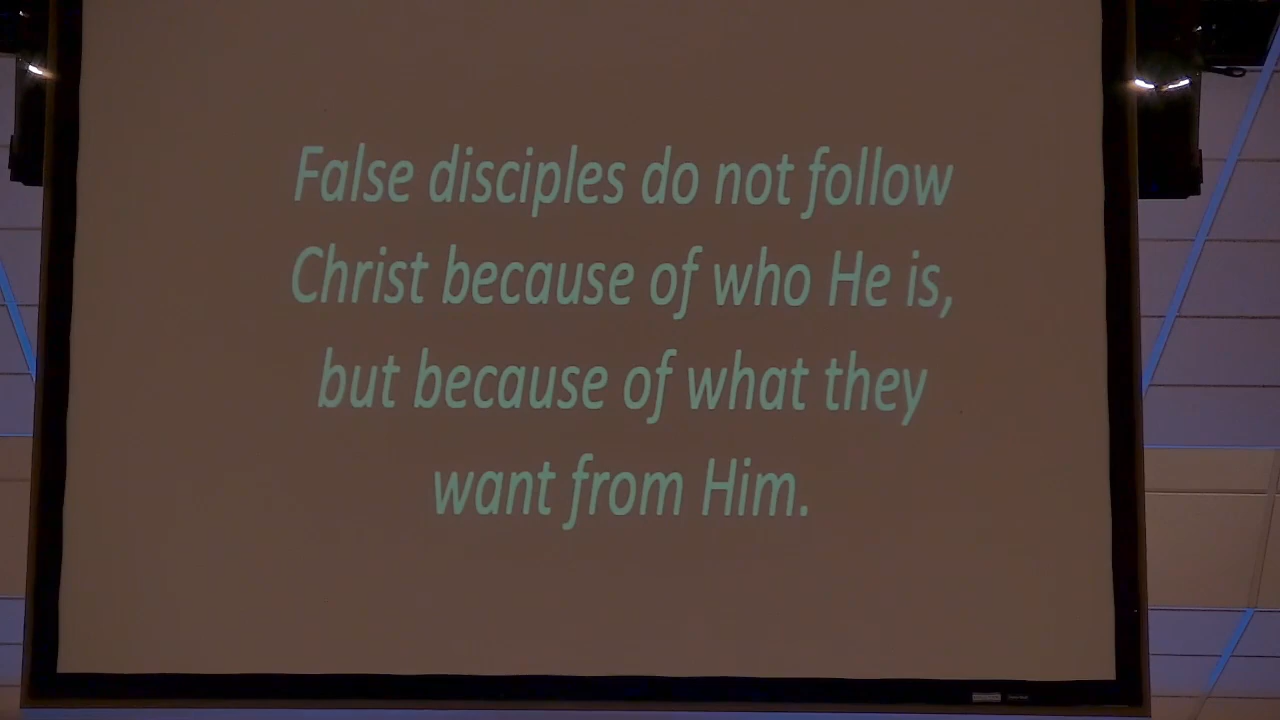 False disciples do not follow
Christ because of who He is,
but because of what they
want from Him.